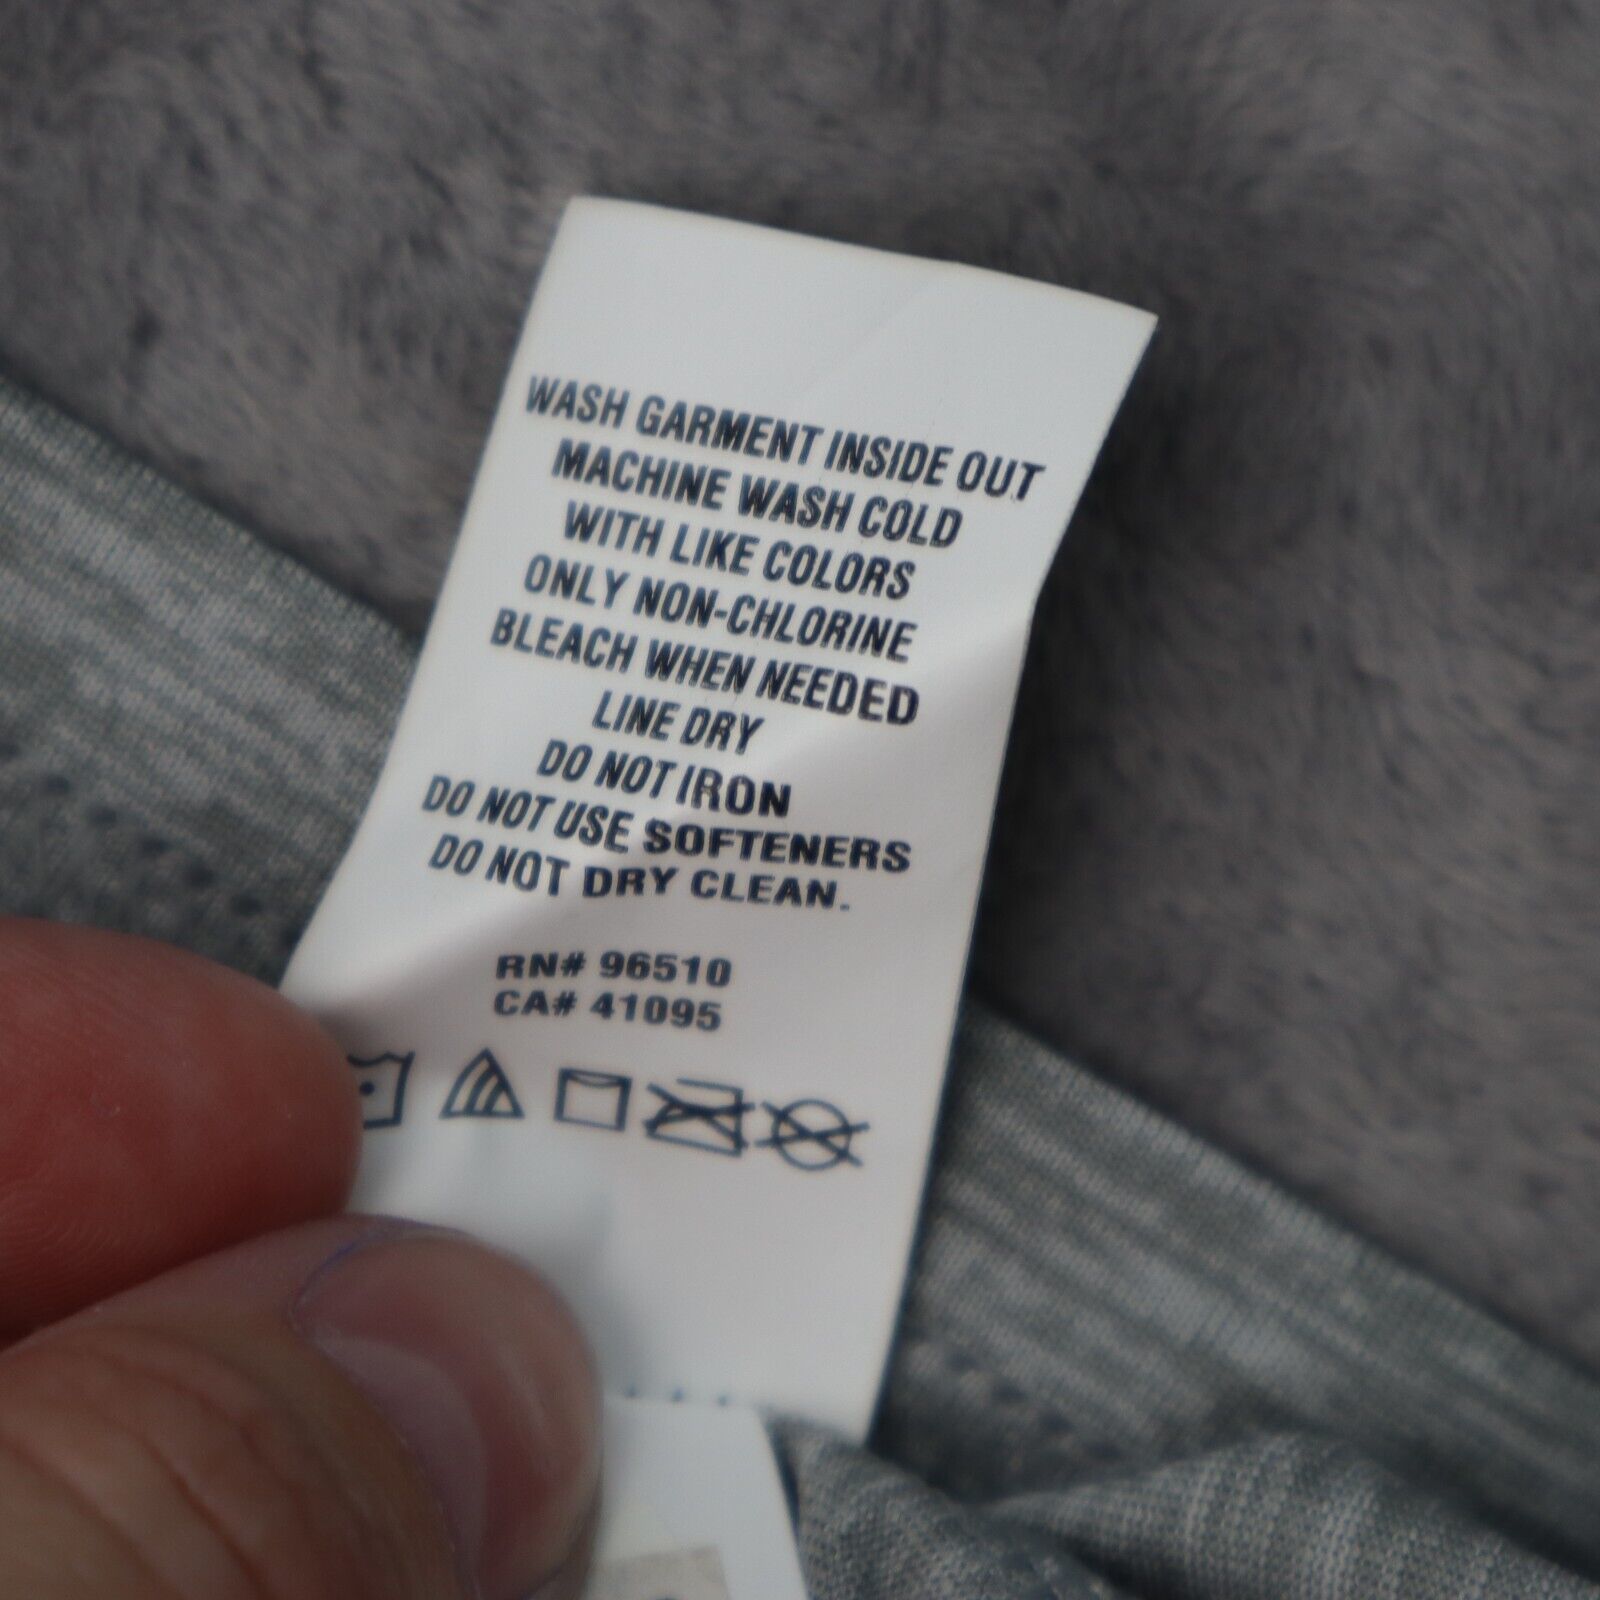 WASH GARMENT INSIDE OUT
MACHINE WASH COLD
WITH LIKE COLORS
ONLY NON-CHLORINE
BLEACH WHEN NEEDED
LINE DRY
DO NOT IRON
DO NOT USE SOFTENERS
DO NOT DRY CLEAN.
RN# 96510
CA# 41095